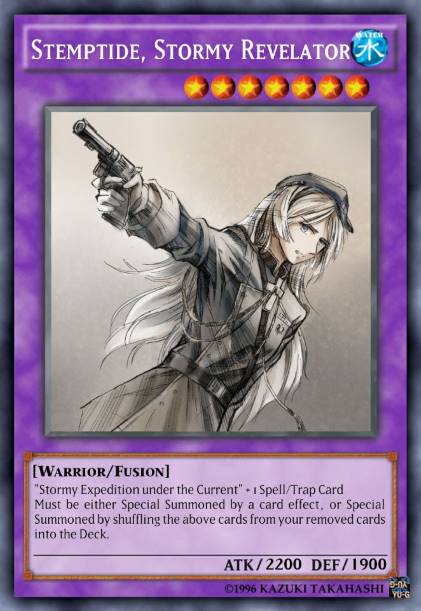 STEMPTIDE, STORMY REVELATOR
WATER
水
[WARRIOR/FUSION]
"Stormy Expedition under the Current" + 1 Spell/Trap Card
Must be either Special Summoned by a card effect, or Special
Summoned by shuffling the above cards from your removed cards
into the Deck.
ATK/2200 DEF/1900
©1996 KAZUKI TAKAHASHI